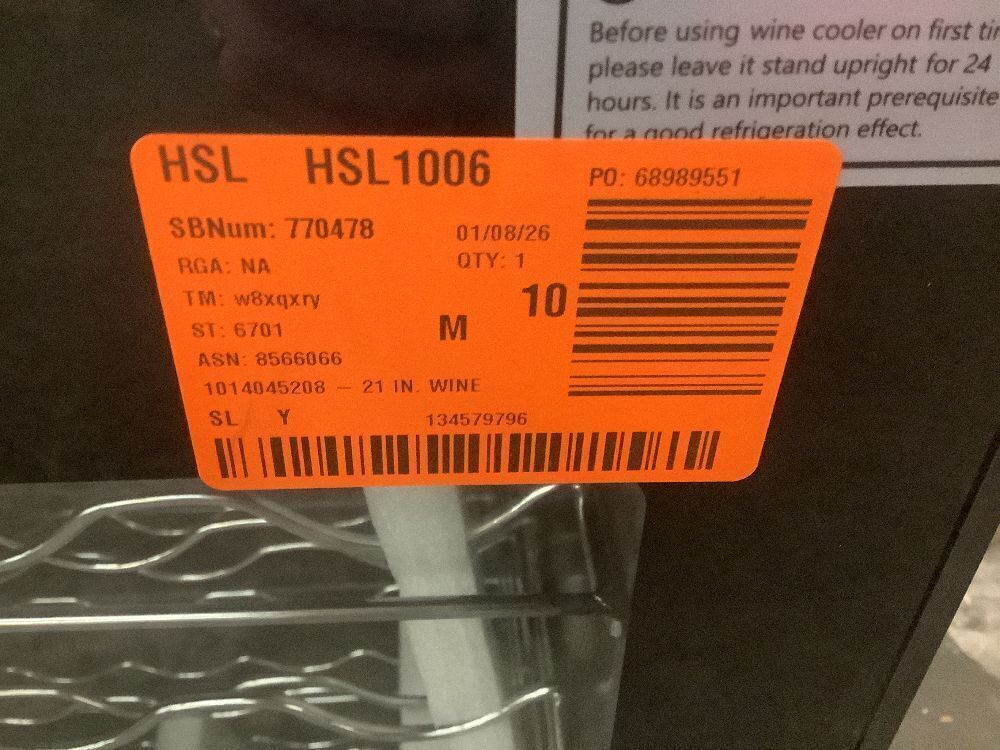 Before using wine cooler on first
please leave it stand upright for 24
hours. It is an important prerequisite
for a good refrigeration effect.
HSL HSL1006
PO: 68989551
SBNum: 770478
01/08/26
RGA: NA
QTY: 1
TM: w8xqxry
10
ST: 6701
M
ASN: 8566066
1014045208 – 21 IN. WINE
SL Y
134579796